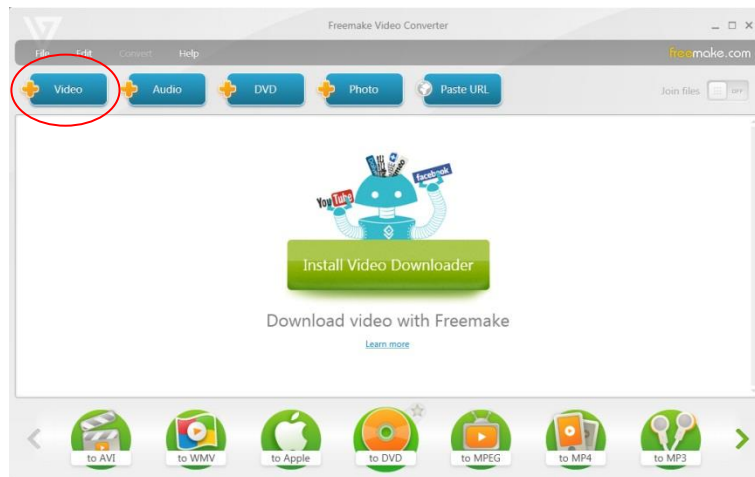 Freemake Video Converter
File Edit Convert Help
freemake.com
Video Audio DVD Photo Paste URL
Join files OFF
facebook
You Tube
Install Video Downloader
Download video with Freemake
Learn more
to AVI to WMV to Apple to DVD to MPEG to MP4 to MP3